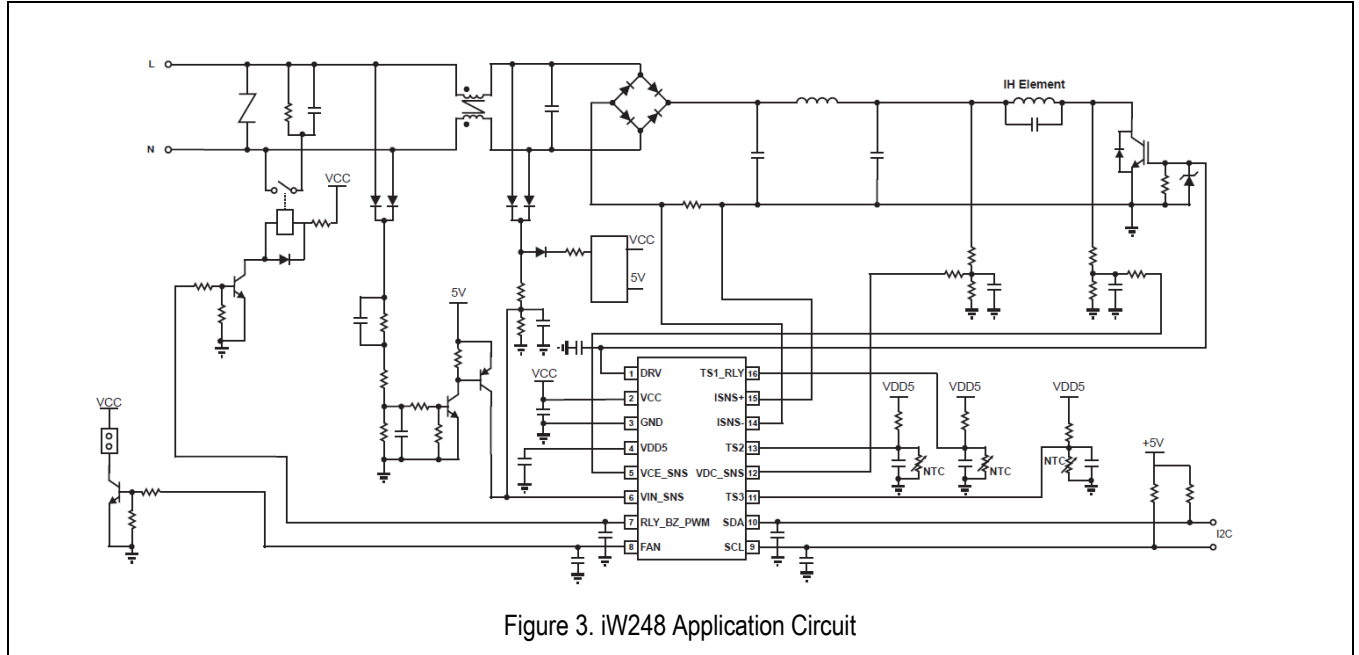 L
IH Element
N
VCC
VCC
5V
5V
VCC
1 DRV
TS1_RLY 16
VDD5
VDD5
VDD5
2 VCC
ISNS+ 15
VCC
3 GND
ISNS- 14
4 VDD5
TS2 13
+5V
NTC
NTC
NTC
5 VCE_SNS
VDC_SNS 12
6 VIN_SNS
TS3 11
7 RLY_BZ_PWM
SDA 10
I2C
8 FAN
SCL 9
Figure 3. iW248 Application Circuit